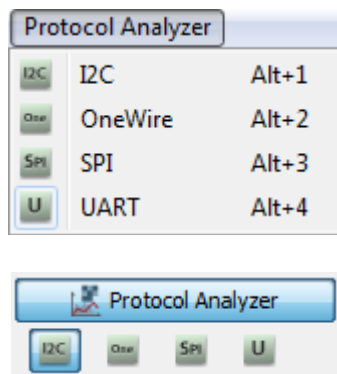 Protocol Analyzer
I2C I2C Alt+1
One OneWire Alt+2
SPI SPI Alt+3
U UART Alt+4
Protocol Analyzer
I2C One SPI U